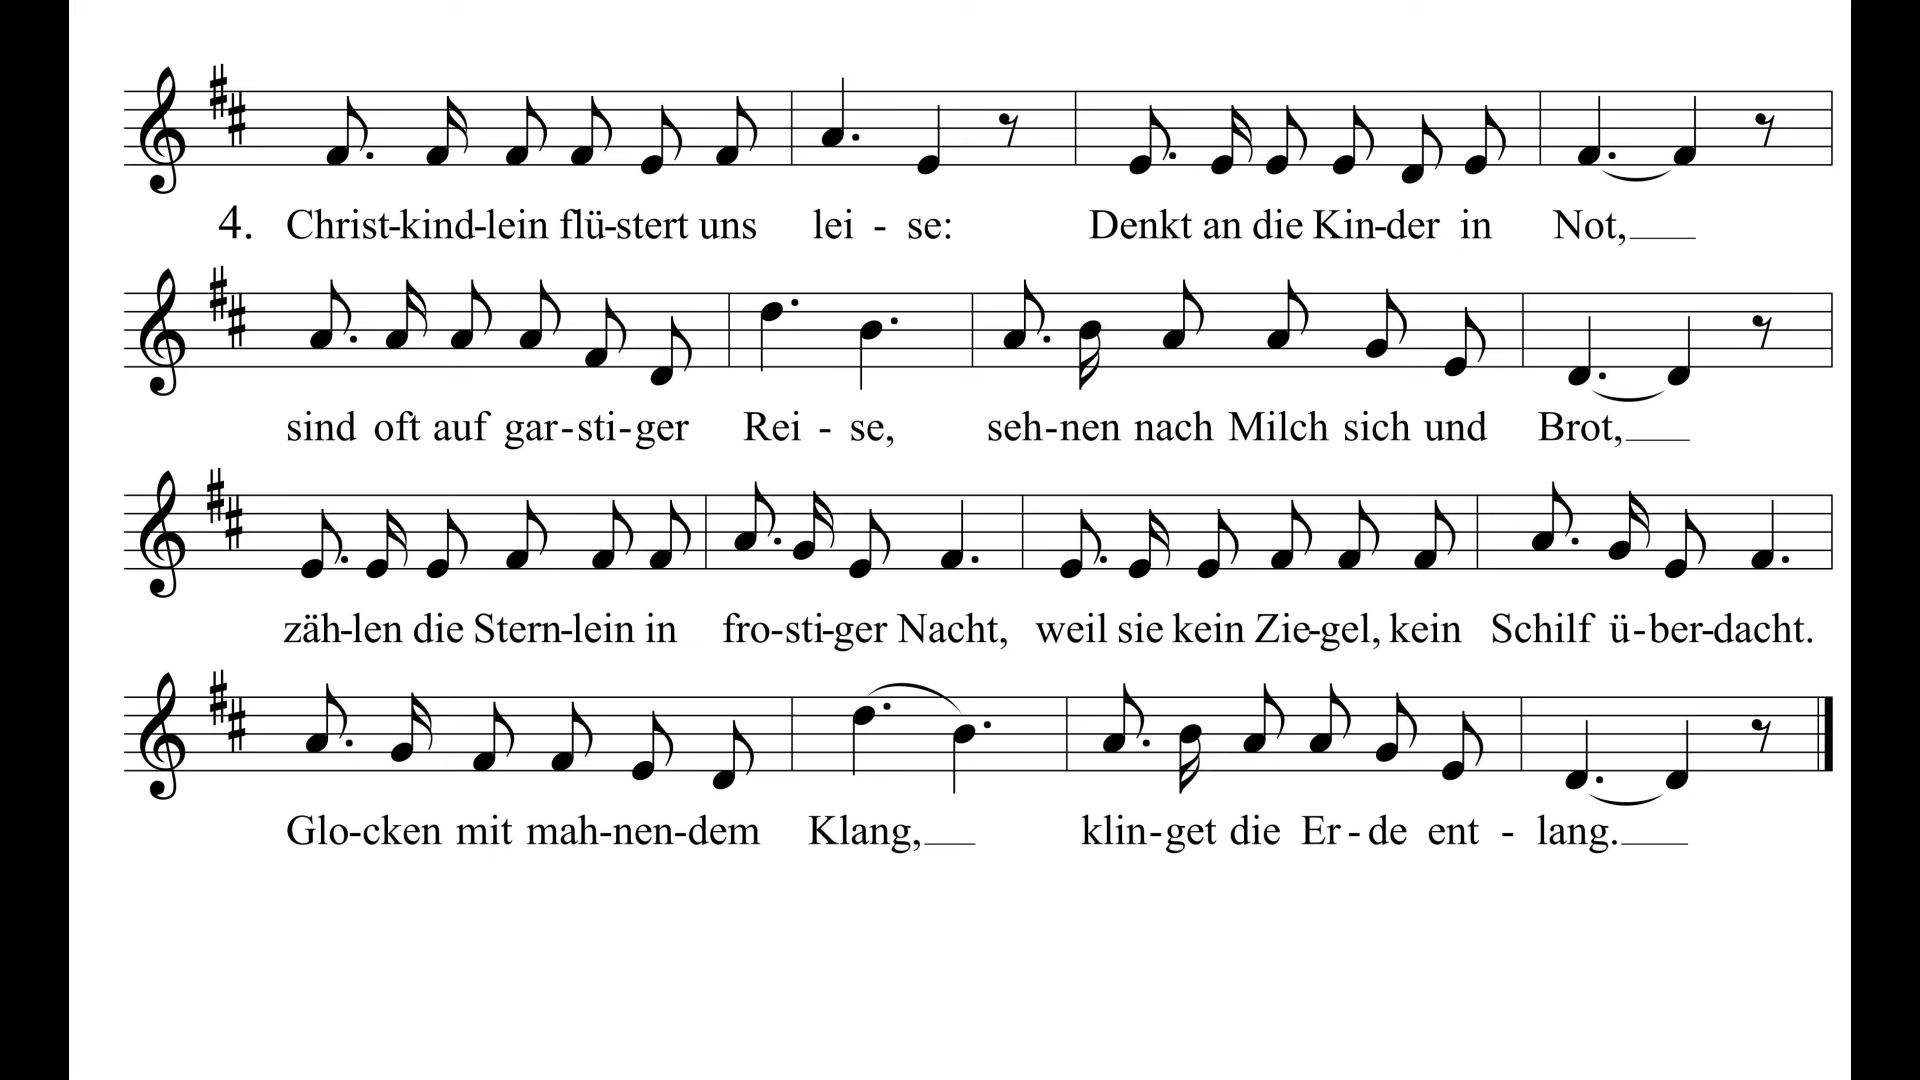 4. Christ-kind-lein flü-stert uns lei - se: Denkt an die Kin-der in Not,
sind oft auf gar-sti-ger Rei - se, seh-nen nach Milch sich und Brot,
zäh-len die Stern-lein in fro-sti-ger Nacht, weil sie kein Zie-gel, kein Schilf ü-ber-dacht.
Glo-cken mit mah-nen-dem Klang, klin-get die Er-de ent - lang.